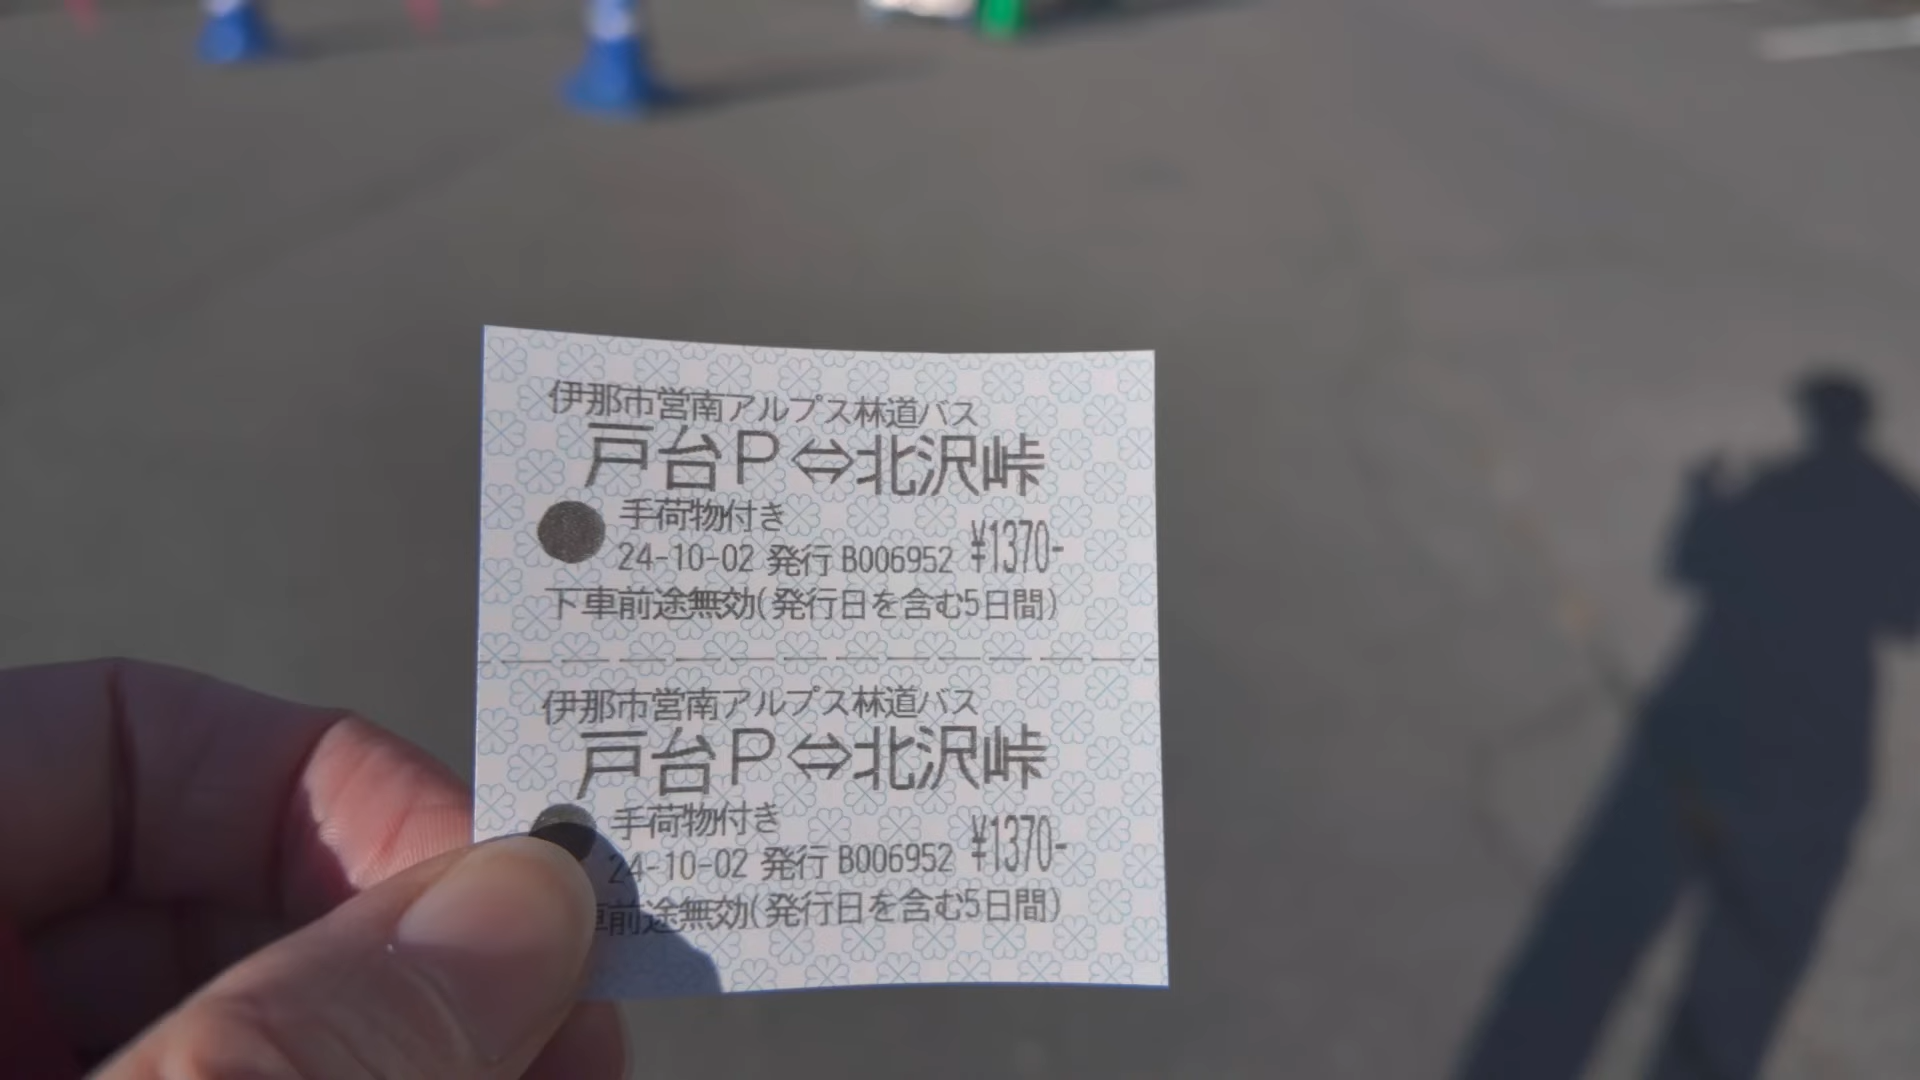 伊那市営南アルプス林道バス
戸台P⇔北沢峠
手荷物付き
24-10-02 発行 B006952 ¥1370-
下車前途無効(発行日を含む5日間)
伊那市営南アルプス林道バス
戸台P⇔北沢峠
手荷物付き
24-10-02 発行 B006952 ¥1370-
車前途無効(発行日を含む5日間)